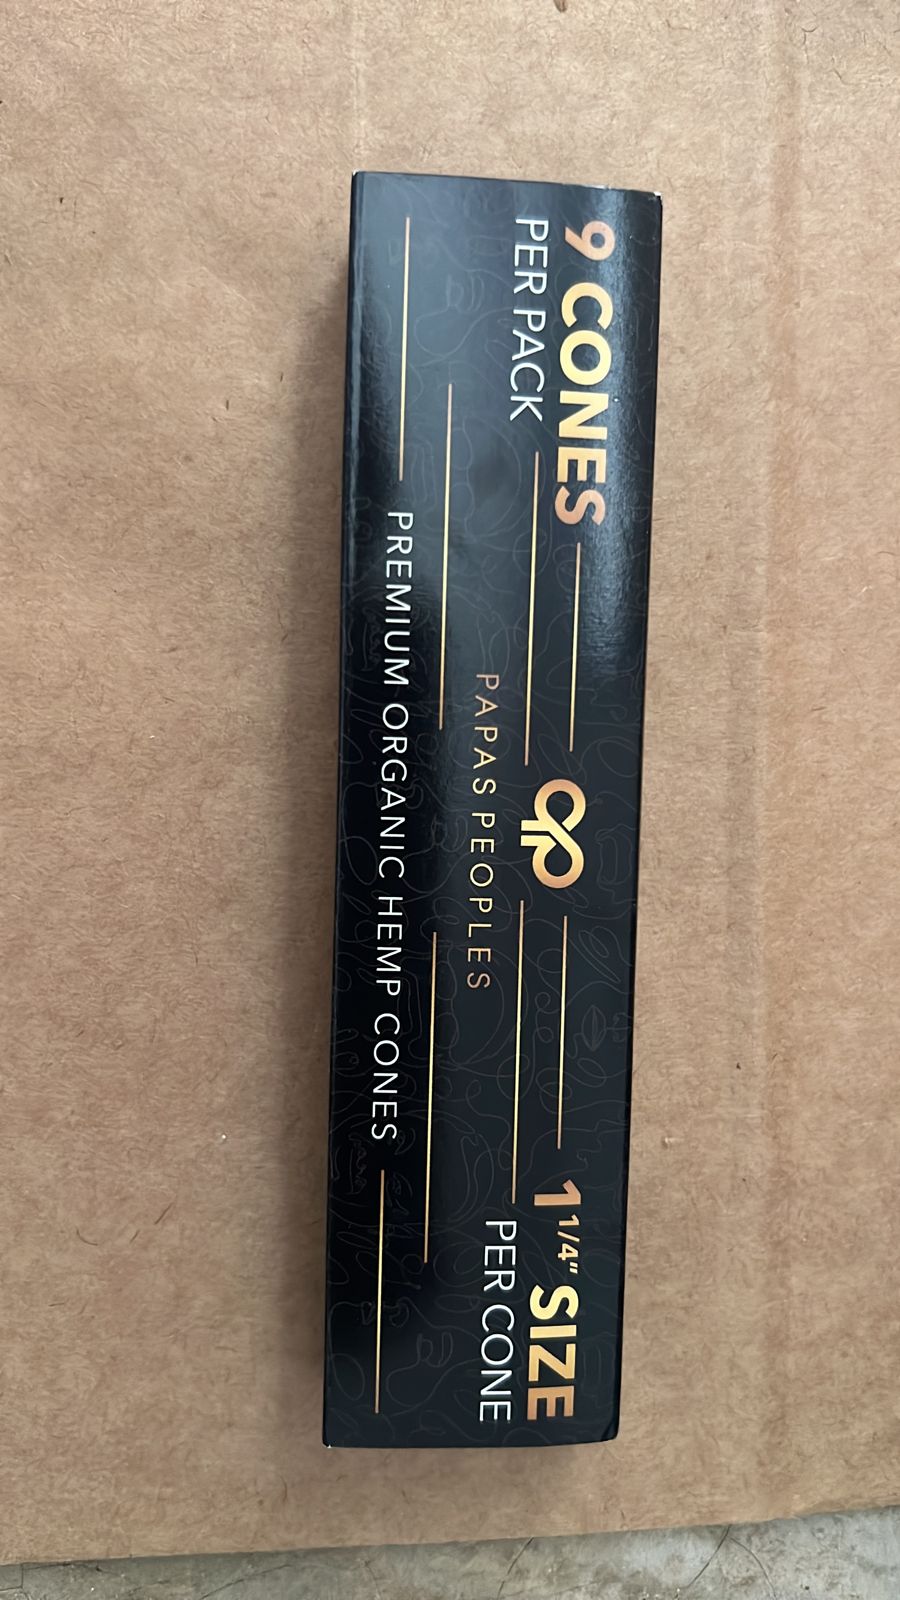 9 CONES
PER PACK
1 1/4" SIZE
PER CONE
PAPAS PEOPLES
PREMIUM ORGANIC HEMP CONES